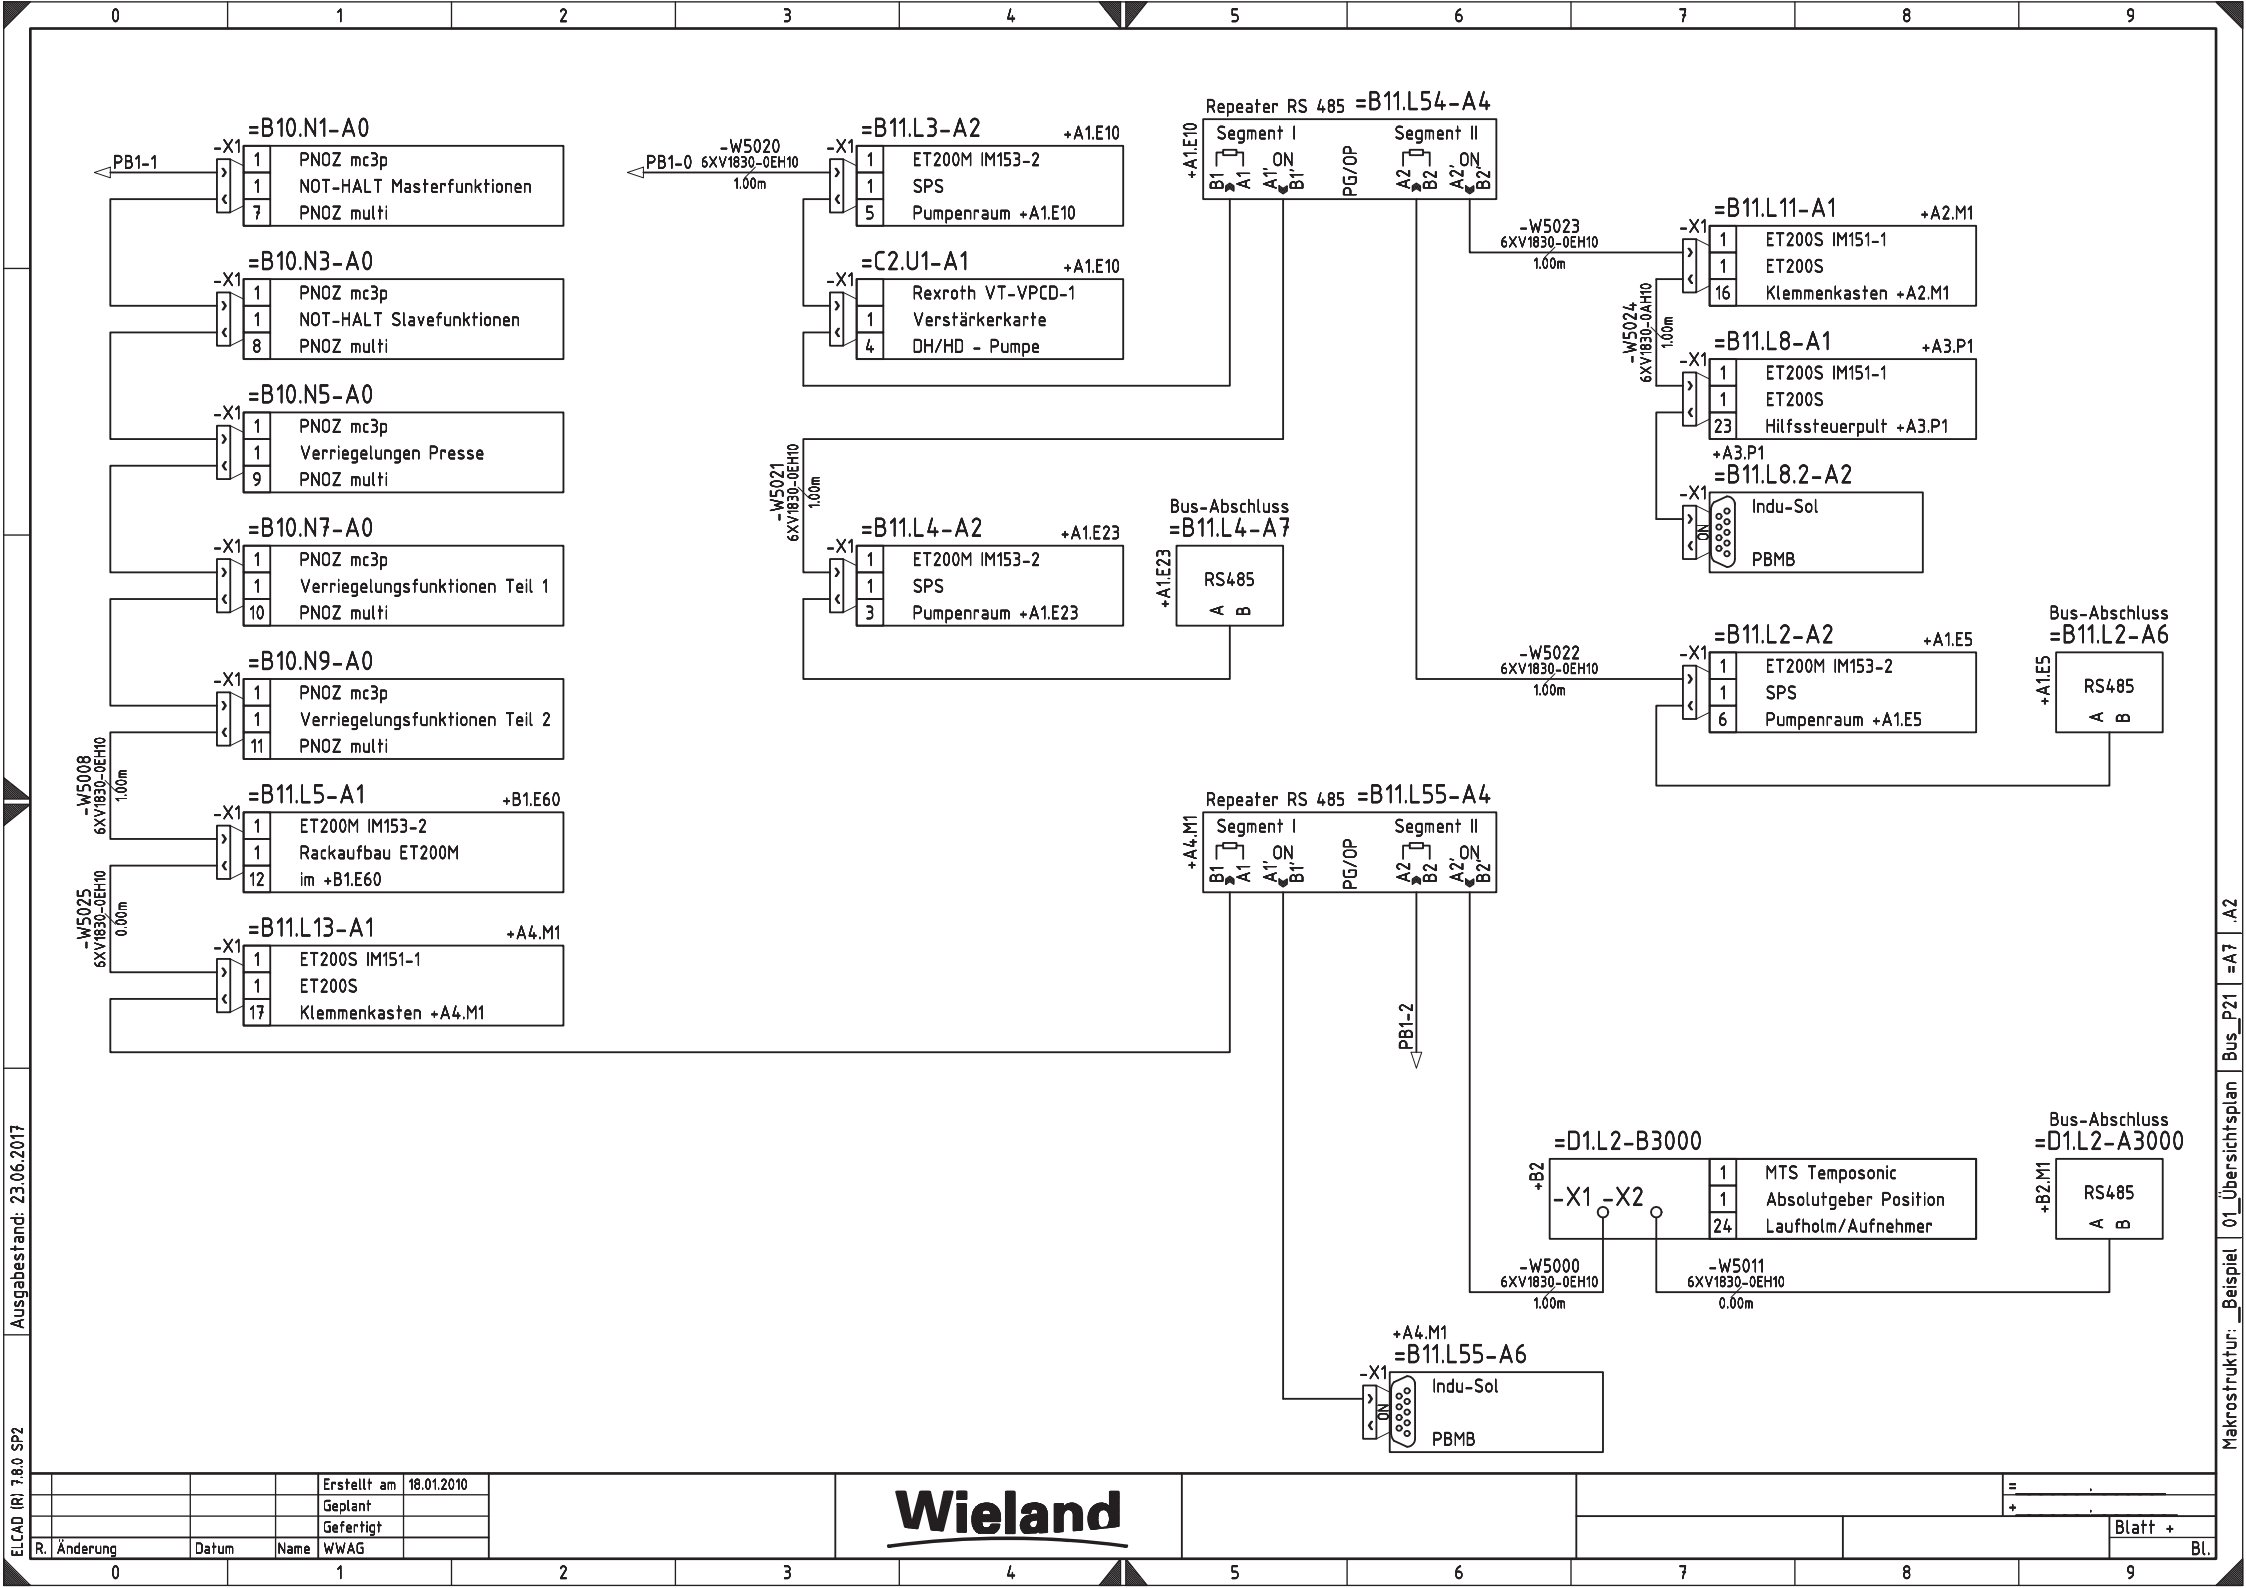 0 1 2 3 4 5 6 7 8 9
PB1-1
=B10.N1-A0
-X1
1 PNOZ mc3p
1 NOT-HALT Masterfunktionen
7 PNOZ multi
=B10.N3-A0
-X1
1 PNOZ mc3p
1 NOT-HALT Slavefunktionen
8 PNOZ multi
=B10.N5-A0
-X1
1 PNOZ mc3p
1 Verriegelungen Presse
9 PNOZ multi
=B10.N7-A0
-X1
1 PNOZ mc3p
1 Verriegelungsfunktionen Teil 1
10 PNOZ multi
=B10.N9-A0
-X1
1 PNOZ mc3p
1 Verriegelungsfunktionen Teil 2
11 PNOZ multi
-W5008
6XV1830-0EH10
1.00m
=B11.L5-A1 +B1.E60
-X1
1 ET200M IM153-2
1 Rackaufbau ET200M
12 im +B1.E60
-W5025
6XV1830-0EH10
0.00m
=B11.L13-A1 +A4.M1
-X1
1 ET200S IM151-1
1 ET200S
17 Klemmenkasten +A4.M1
PB1-0
-W5020
6XV1830-0EH10
1.00m
=B11.L3-A2 +A1.E10
-X1
1 ET200M IM153-2
1 SPS
5 Pumpenraum +A1.E10
=C2.U1-A1 +A1.E10
-X1
Rexroth VT-VPCD-1
1 Verstärkerkarte
4 DH/HD - Pumpe
-W5021
6XV1830-0EH10
1.00m
=B11.L4-A2 +A1.E23
-X1
1 ET200M IM153-2
1 SPS
3 Pumpenraum +A1.E23
Bus-Abschluss
=B11.L4-A7
+A1.E23
RS485
A B
Repeater RS 485 =B11.L54-A4
+A1.E10
Segment I Segment II
ON ON
B1 A1 A1' B1' PG/OP A2 B2 A2' B2'
-W5023
6XV1830-0EH10
1.00m
=B11.L11-A1 +A2.M1
-X1
1 ET200S IM151-1
1 ET200S
16 Klemmenkasten +A2.M1
-W5024
6XV1830-0AH10
1.00m
=B11.L8-A1 +A3.P1
-X1
1 ET200S IM151-1
1 ET200S
23 Hilfssteuerpult +A3.P1
+A3.P1
=B11.L8.2-A2
-X1
ON
Indu-Sol
PBMB
-W5022
6XV1830-0EH10
1.00m
=B11.L2-A2 +A1.E5
-X1
1 ET200M IM153-2
1 SPS
6 Pumpenraum +A1.E5
Bus-Abschluss
=B11.L2-A6
+A1.E5
RS485
A B
Repeater RS 485 =B11.L55-A4
+A4.M1
Segment I Segment II
ON ON
B1 A1 A1' B1' PG/OP A2 B2 A2' B2'
PB1-2
=D1.L2-B3000
+B2
-X1 -X2
1 MTS Temposonic
1 Absolutgeber Position
24 Laufholm/Aufnehmer
-W5000
6XV1830-0EH10
1.00m
-W5011
6XV1830-0EH10
0.00m
Bus-Abschluss
=D1.L2-A3000
+B2.M1
RS485
A B
+A4.M1
=B11.L55-A6
-X1
ON
Indu-Sol
PBMB
Ausgabestand: 23.06.2017
ELCAD (R) 7.8.0 SP2
Makrostruktur: _Beispiel 01_Übersichtsplan Bus_P21 =A7 .A2
Erstellt am 18.01.2010
Geplant
Gefertigt
R. Änderung Datum Name WWAG
Wieland
= .
+ .
Blatt +
Bl.
0 1 2 3 4 5 6 7 8 9